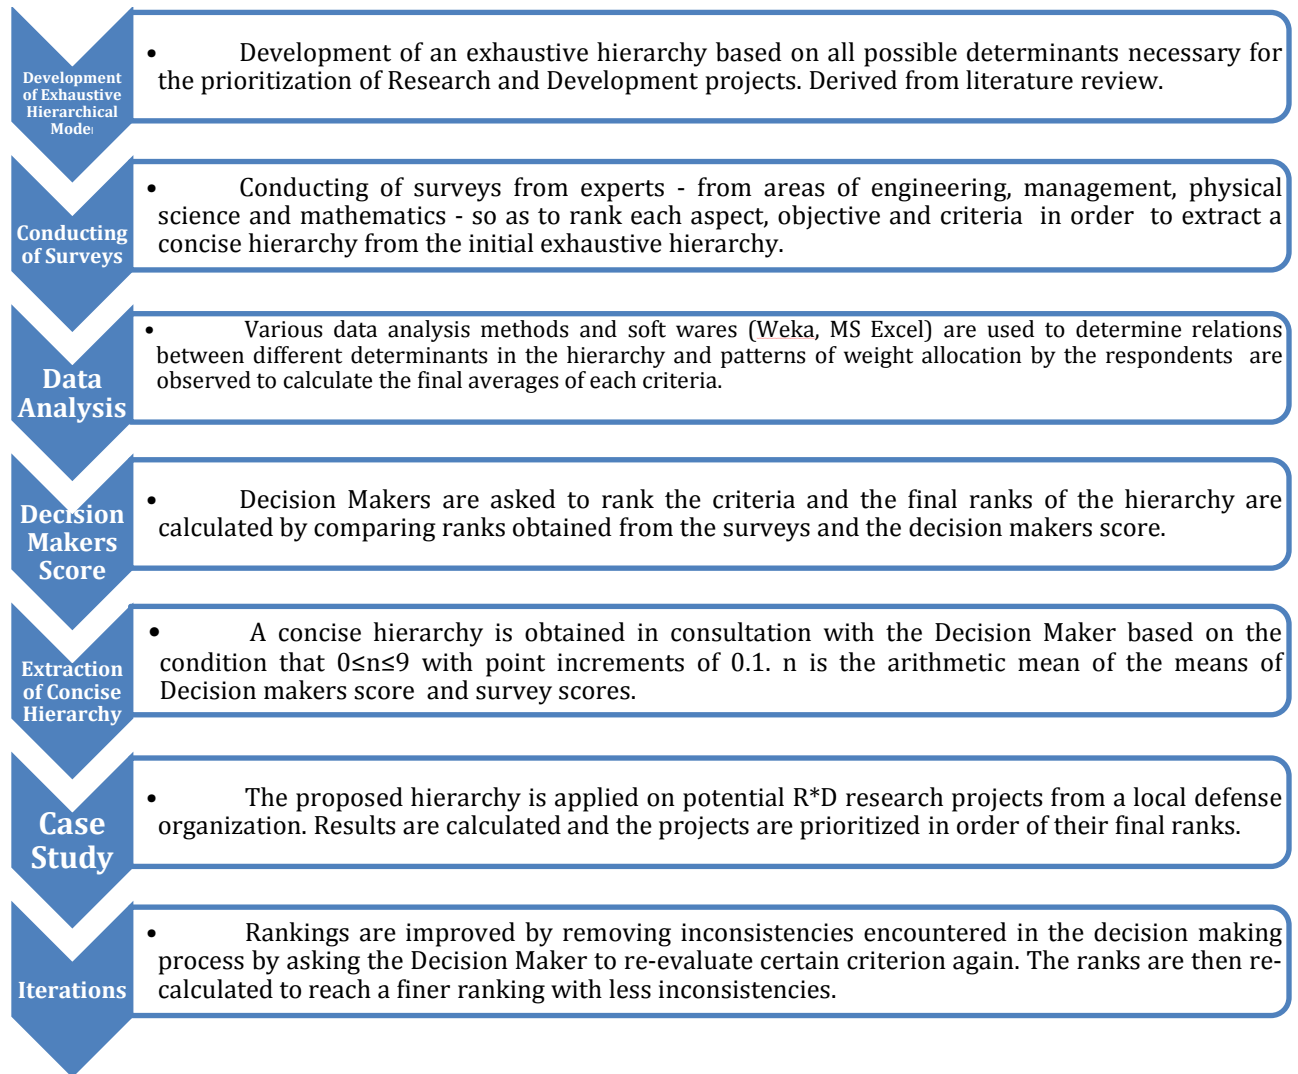 Development
of Exhaustive
Hierarchical
Model
• Development of an exhaustive hierarchy based on all possible determinants necessary for
the prioritization of Research and Development projects. Derived from literature review.
Conducting
of Surveys
• Conducting of surveys from experts - from areas of engineering, management, physical
science and mathematics - so as to rank each aspect, objective and criteria in order to extract a
concise hierarchy from the initial exhaustive hierarchy.
Data
Analysis
• Various data analysis methods and soft wares (Weka, MS Excel) are used to determine relations
between different determinants in the hierarchy and patterns of weight allocation by the respondents are
observed to calculate the final averages of each criteria.
Decision
Makers
Score
• Decision Makers are asked to rank the criteria and the final ranks of the hierarchy are
calculated by comparing ranks obtained from the surveys and the decision makers score.
Extraction
of Concise
Hierarchy
• A concise hierarchy is obtained in consultation with the Decision Maker based on the
condition that 0≤n≤9 with point increments of 0.1. n is the arithmetic mean of the means of
Decision makers score and survey scores.
Case
Study
• The proposed hierarchy is applied on potential R*D research projects from a local defense
organization. Results are calculated and the projects are prioritized in order of their final ranks.
Iterations
• Rankings are improved by removing inconsistencies encountered in the decision making
process by asking the Decision Maker to re-evaluate certain criterion again. The ranks are then re-
calculated to reach a finer ranking with less inconsistencies.